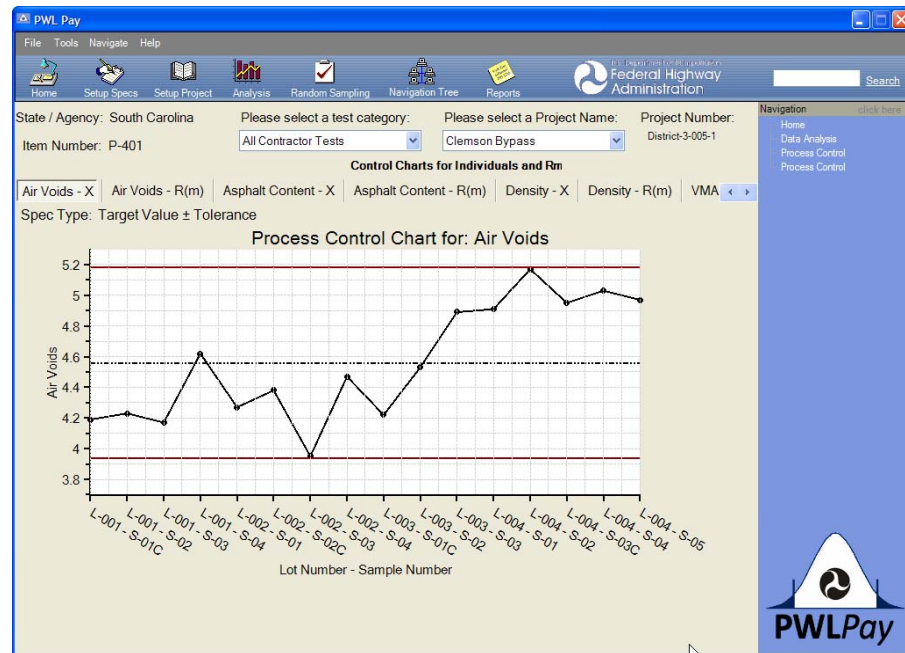 PWL Pay
File Tools Navigate Help
Home Setup Specs Setup Project Analysis Random Sampling Navigation Tree Reports
U.S. Department of Transportation
Federal Highway
Administration
Search
State / Agency: South Carolina
Please select a test category:
Please select a Project Name:
Project Number:
Item Number: P-401
All Contractor Tests
Clemson Bypass
District-3-005-1
Control Charts for Individuals and Rm
Air Voids - X Air Voids - R(m) Asphalt Content - X Asphalt Content - R(m) Density - X Density - R(m) VMA
Spec Type: Target Value ± Tolerance
Process Control Chart for: Air Voids
5.2
5
4.8
4.6
4.4
4.2
4
3.8
Air Voids
L-001 - S-01C
L-001 - S-02
L-001 - S-03
L-001 - S-04
L-002 - S-01
L-002 - S-02C
L-002 - S-03
L-002 - S-04
L-003 - S-01C
L-003 - S-02
L-003 - S-03
L-004 - S-01
L-004 - S-02
L-004 - S-03C
L-004 - S-04
L-004 - S-05
Lot Number - Sample Number
Navigation
click here
Home
Data Analysis
Process Control
Process Control
PWLPay